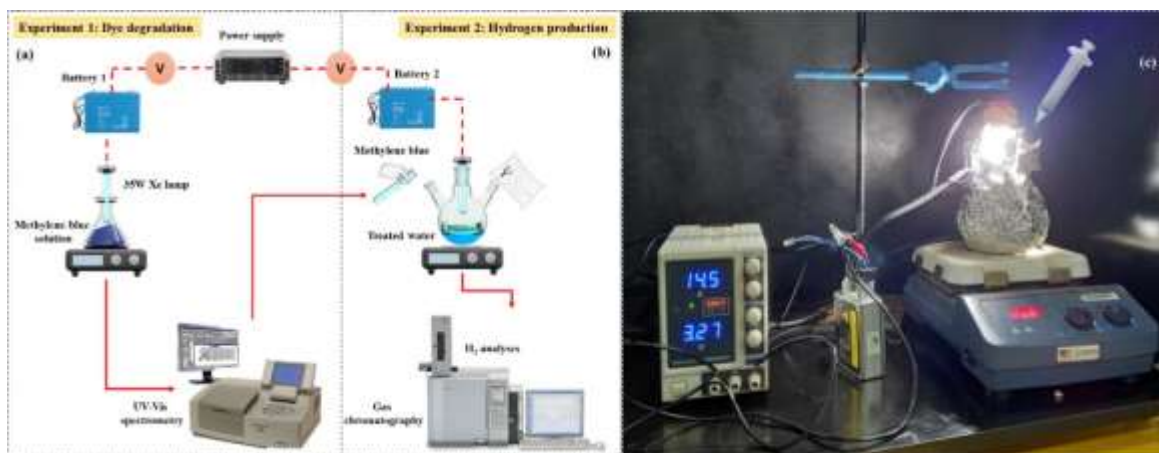 Experiment 1: Dye degradation
Experiment 2: Hydrogen production
(a)
Power supply
(b)
(c)
Battery 1
V
V
Battery 2
35W Xe lamp
Methylene blue
solution
Methylene blue
Treated water
UV-Vis
spectrometry
H₂ analyses
Gas
chromatography
14.5
3.27